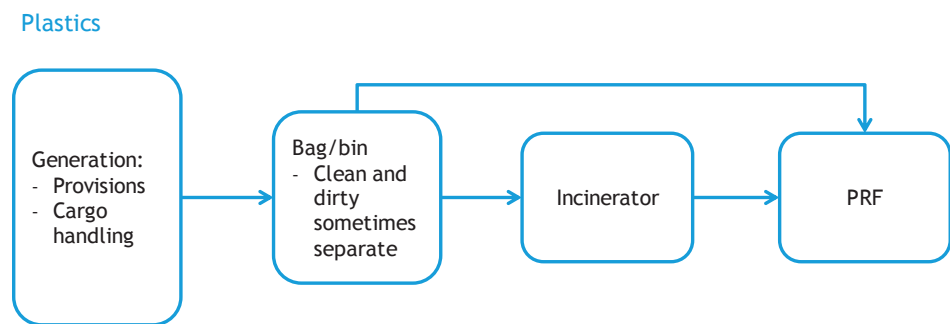 Plastics
Generation:
- Provisions
- Cargo
handling
Bag/bin
- Clean and
dirty
sometimes
separate
Incinerator
PRF